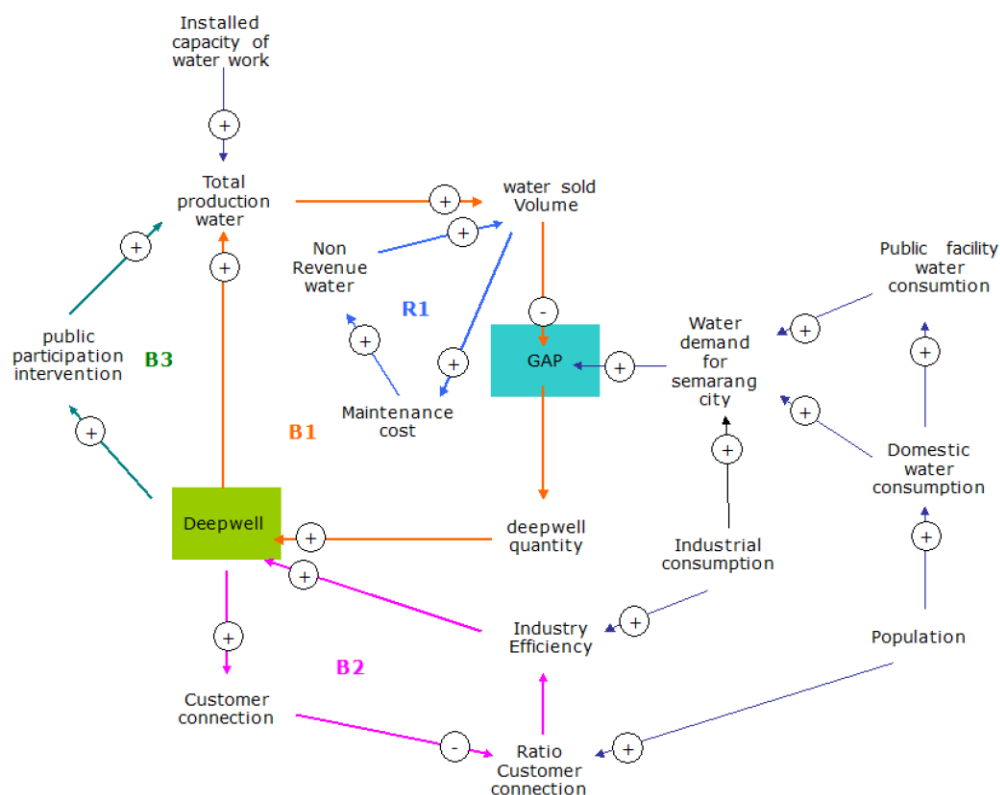 Installed
capacity of
water work
+
Total
production
water
+
water sold
Volume
+
+
Non
Revenue
water
+
R1
-
Public facility
water
consumtion
public
participation
intervention
B3
+
+
GAP
+
Water
demand
for
semarang
city
+
+
Maintenance
cost
B1
+
+
+
Domestic
water
consumption
Deepwell
+
deepwell
quantity
Industrial
consumption
+
+
+
Industry
Efficiency
+
Population
B2
Customer
connection
-
Ratio
Customer
connection
+